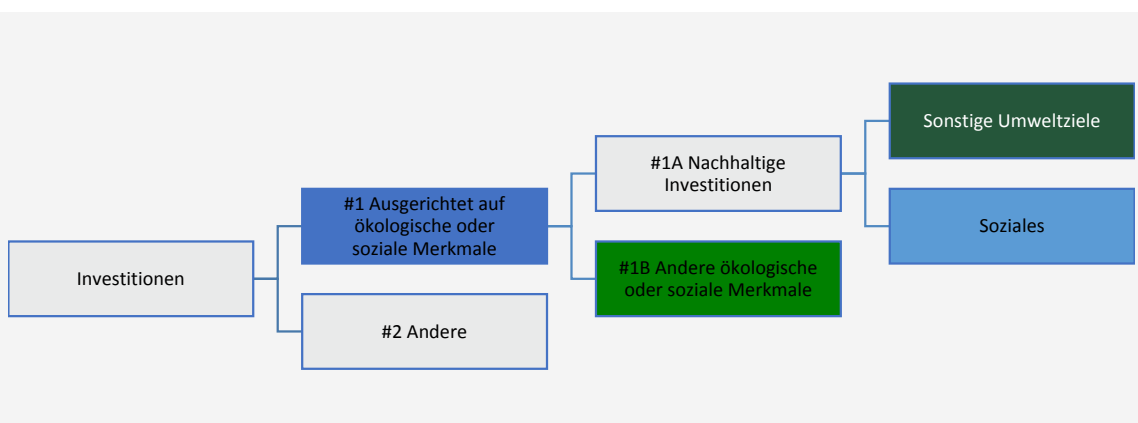 Investitionen
#1 Ausgerichtet auf
ökologische oder
soziale Merkmale
#2 Andere
#1A Nachhaltige
Investitionen
#1B Andere ökologische
oder soziale Merkmale
Sonstige Umweltziele
Soziales